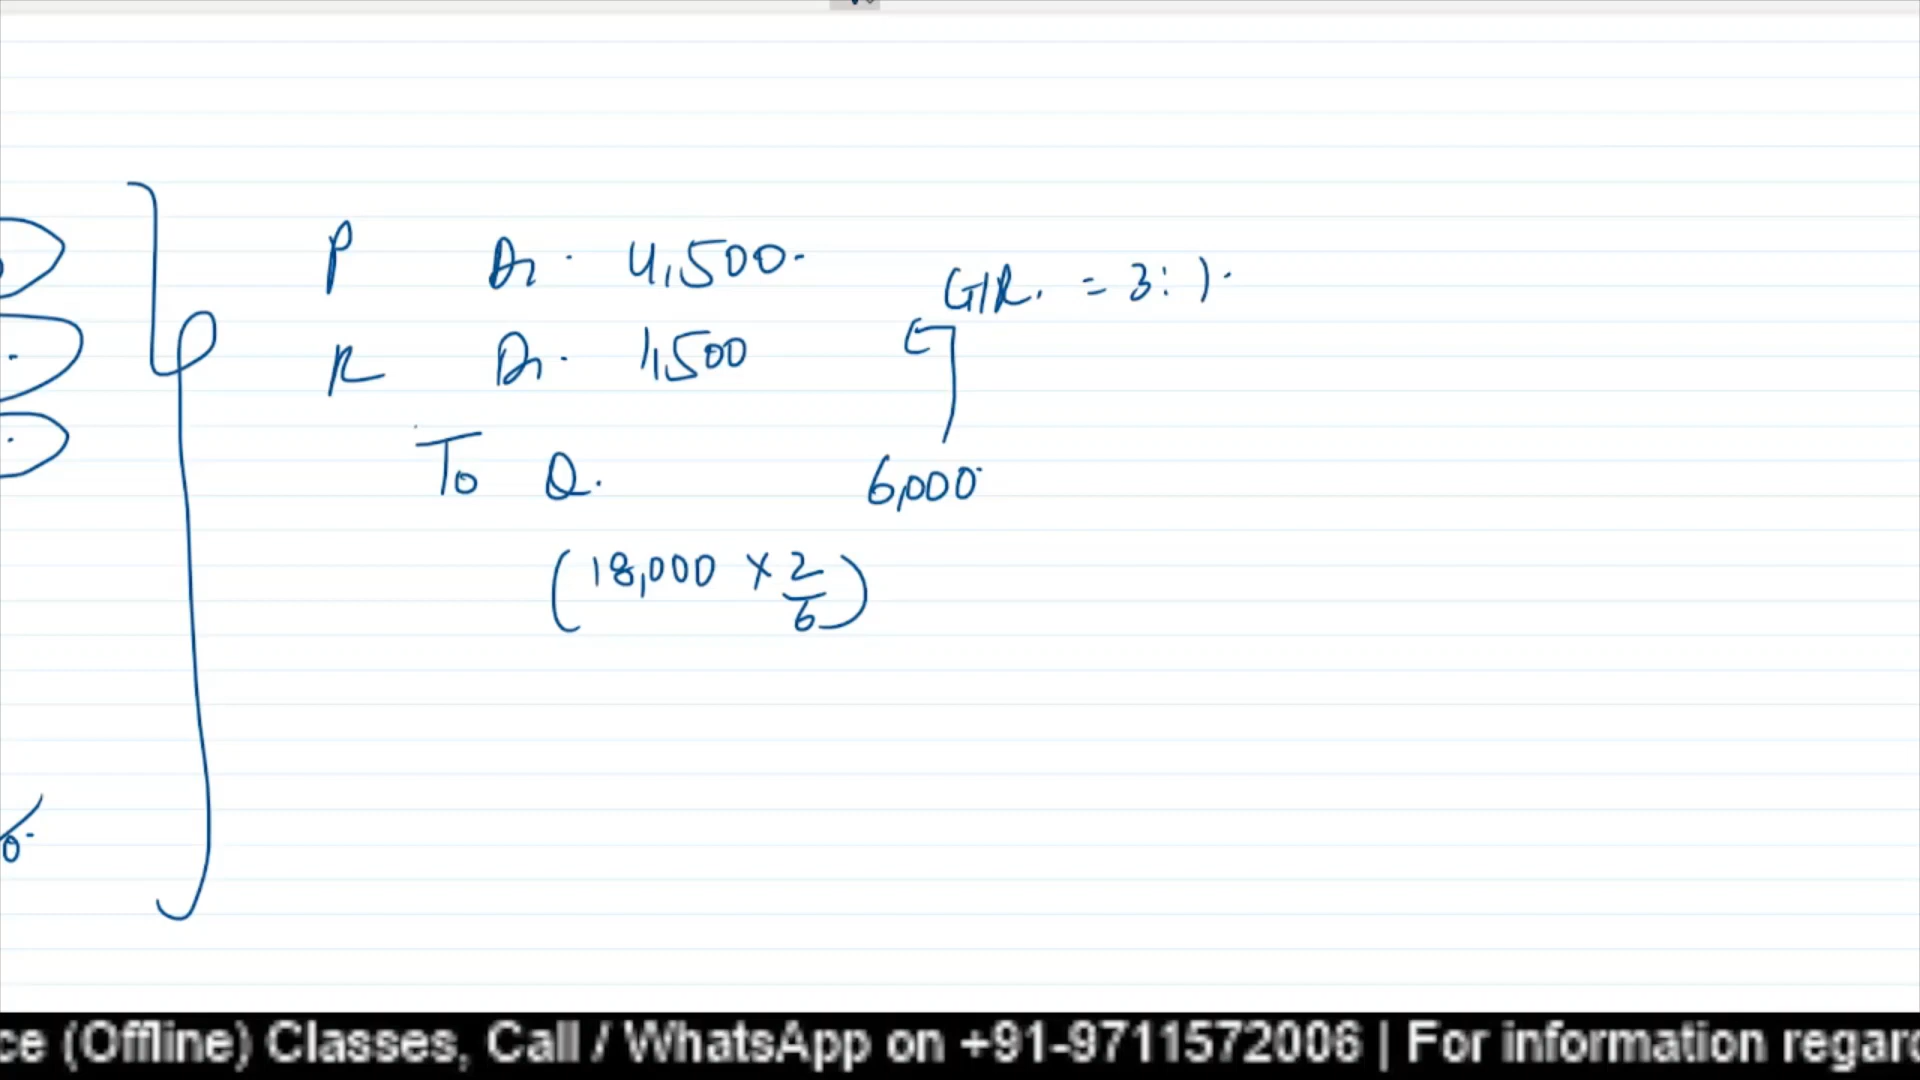 P Dr. 4,500.
G/R. = 3:1.
R Dr. 1,500
To Q. 6,000
(18,000 x 2/6)
ce (Offline) Classes, Call / WhatsApp on +91-9711572006 | For information regard